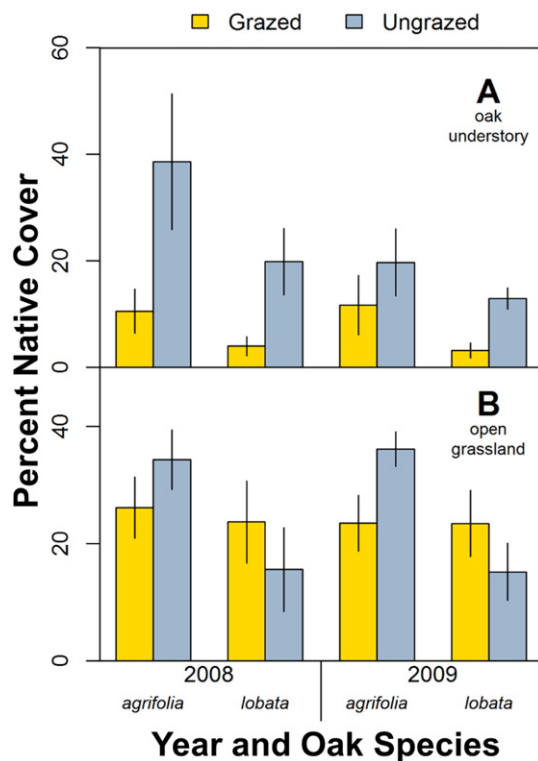 Grazed Ungrazed
60
40
20
0
A
oak
understory
Percent Native Cover
40
20
0
B
open
grassland
2008 2009
agrifolia lobata agrifolia lobata
Year and Oak Species